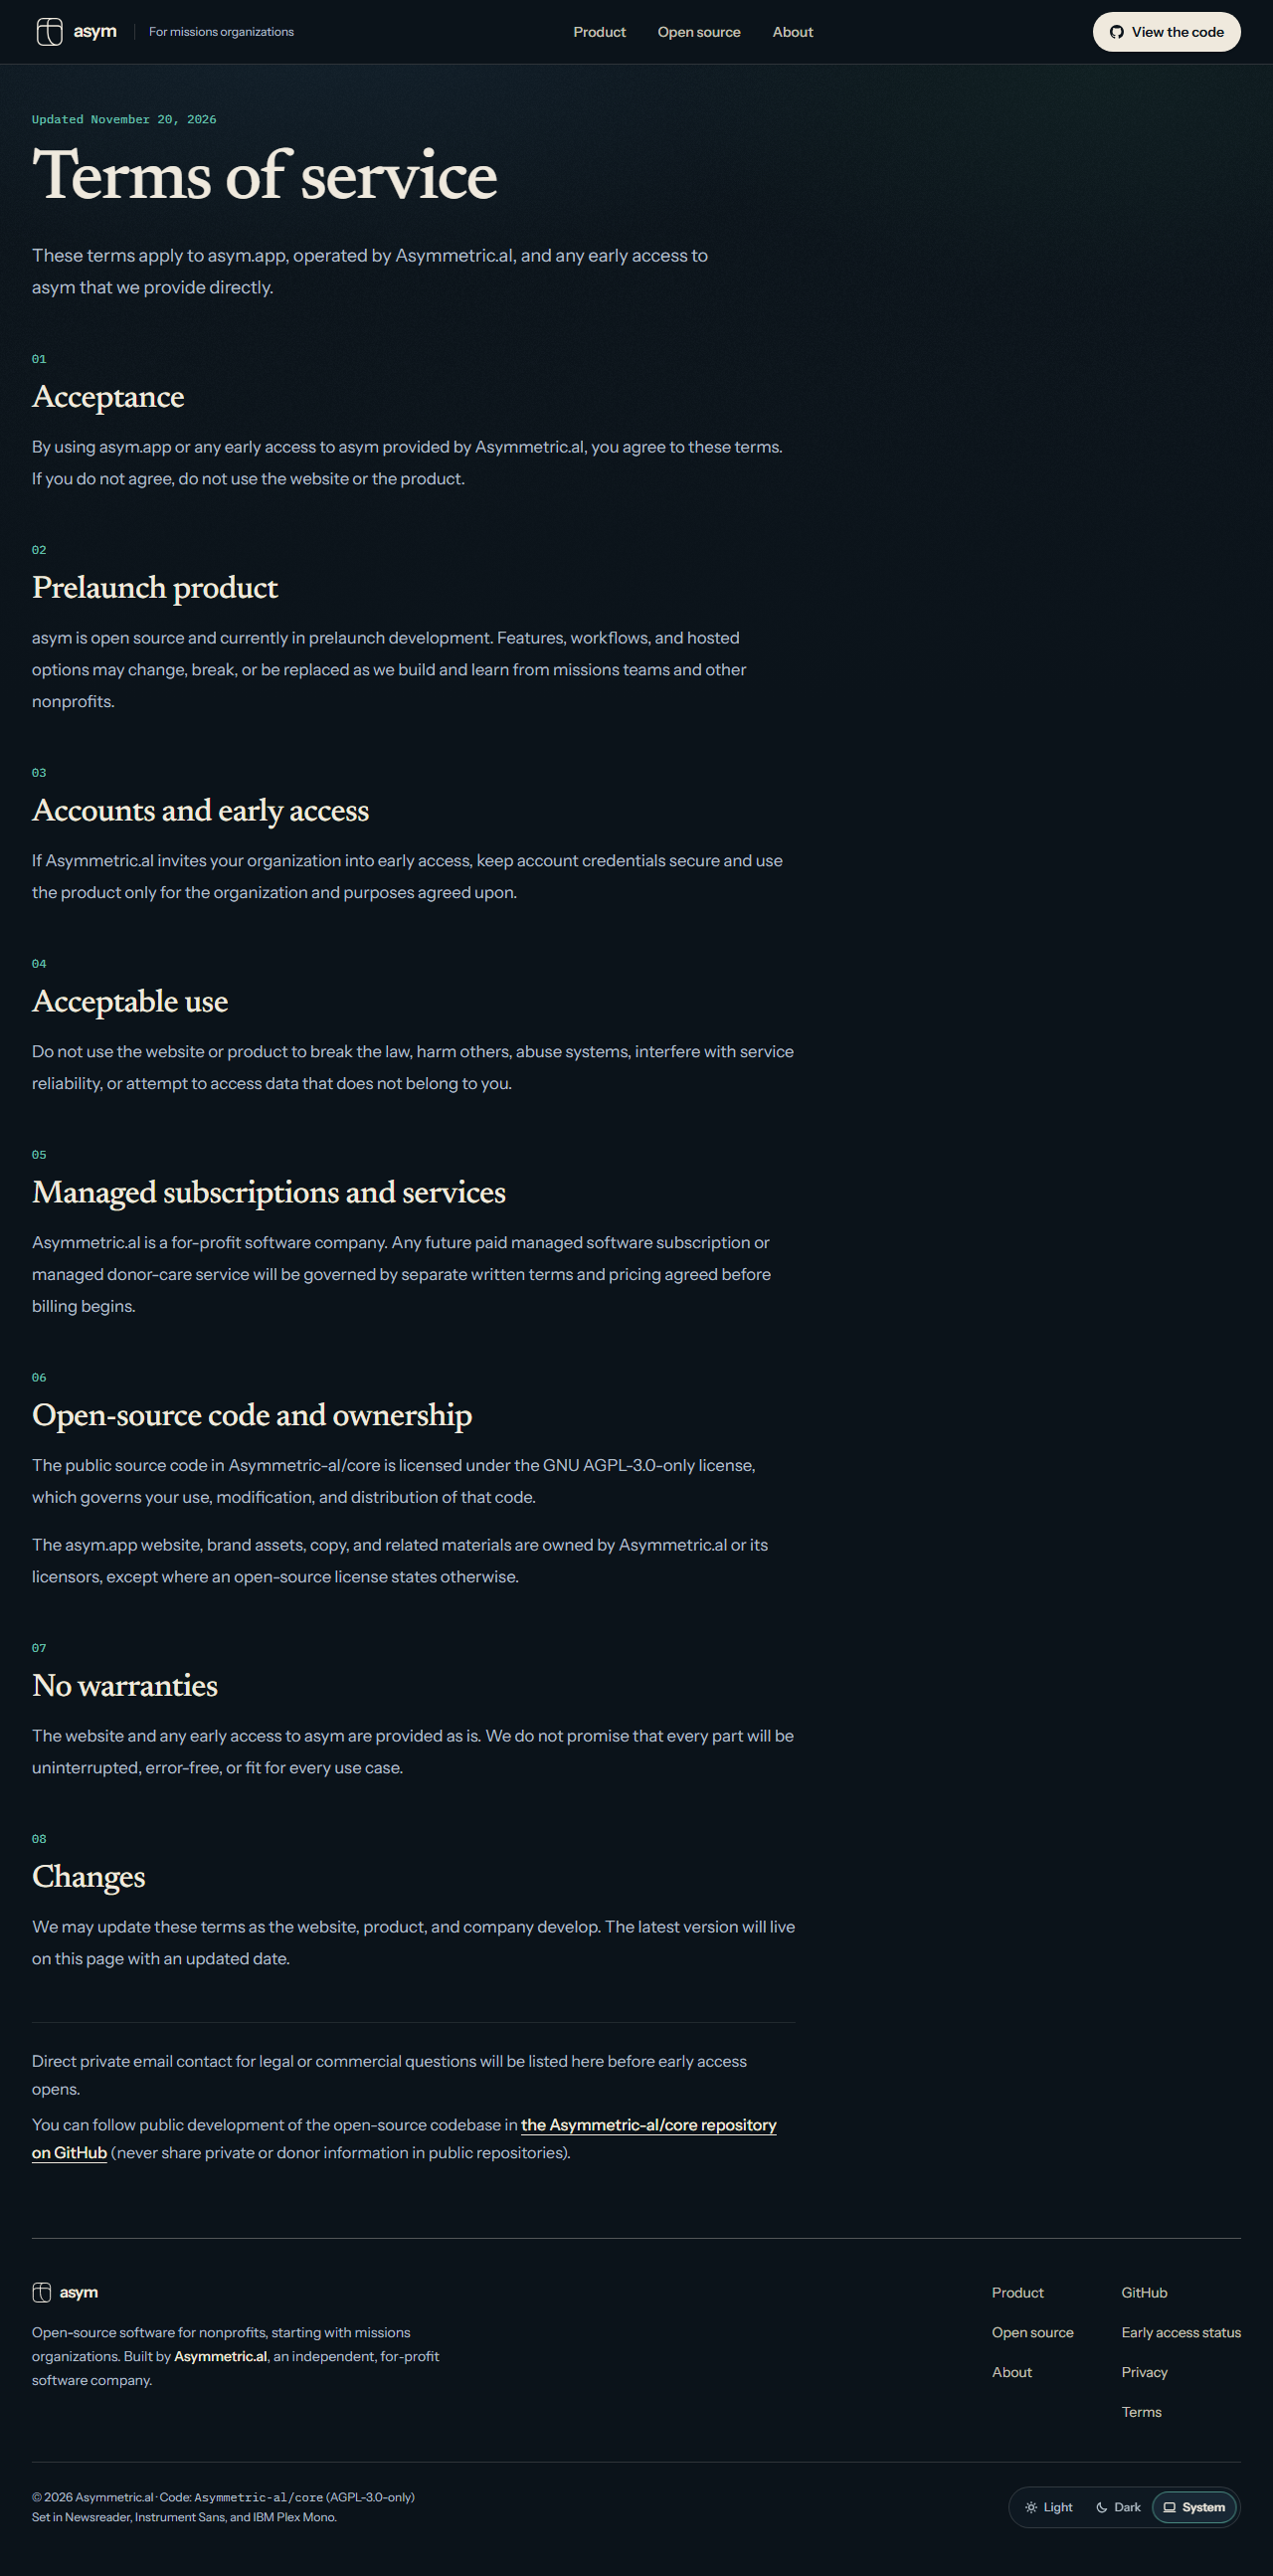 asym
For missions organizations
Product
Open source
About
View the code
Updated November 20, 2026
Terms of service
These terms apply to asym.app, operated by Asymmetric.al, and any early access to
asym that we provide directly.
01
Acceptance
By using asym.app or any early access to asym provided by Asymmetric.al, you agree to these terms.
If you do not agree, do not use the website or the product.
02
Prelaunch product
asym is open source and currently in prelaunch development. Features, workflows, and hosted
options may change, break, or be replaced as we build and learn from missions teams and other
nonprofits.
03
Accounts and early access
If Asymmetric.al invites your organization into early access, keep account credentials secure and use
the product only for the organization and purposes agreed upon.
04
Acceptable use
Do not use the website or product to break the law, harm others, abuse systems, interfere with service
reliability, or attempt to access data that does not belong to you.
05
Managed subscriptions and services
Asymmetric.al is a for-profit software company. Any future paid managed software subscription or
managed donor-care service will be governed by separate written terms and pricing agreed before
billing begins.
06
Open-source code and ownership
The public source code in Asymmetric-al/core is licensed under the GNU AGPL-3.0-only license,
which governs your use, modification, and distribution of that code.
The asym.app website, brand assets, copy, and related materials are owned by Asymmetric.al or its
licensors, except where an open-source license states otherwise.
07
No warranties
The website and any early access to asym are provided as is. We do not promise that every part will be
uninterrupted, error-free, or fit for every use case.
08
Changes
We may update these terms as the website, product, and company develop. The latest version will live
on this page with an updated date.
Direct private email contact for legal or commercial questions will be listed here before early access
opens.
You can follow public development of the open-source codebase in the Asymmetric-al/core repository
on GitHub (never share private or donor information in public repositories).
asym
Open-source software for nonprofits, starting with missions
organizations. Built by Asymmetric.al, an independent, for-profit
software company.
Product
Open source
About
GitHub
Early access status
Privacy
Terms
© 2026 Asymmetric.al · Code: Asymmetric-al/core (AGPL-3.0-only)
Set in Newsreader, Instrument Sans, and IBM Plex Mono.
Light
Dark
System